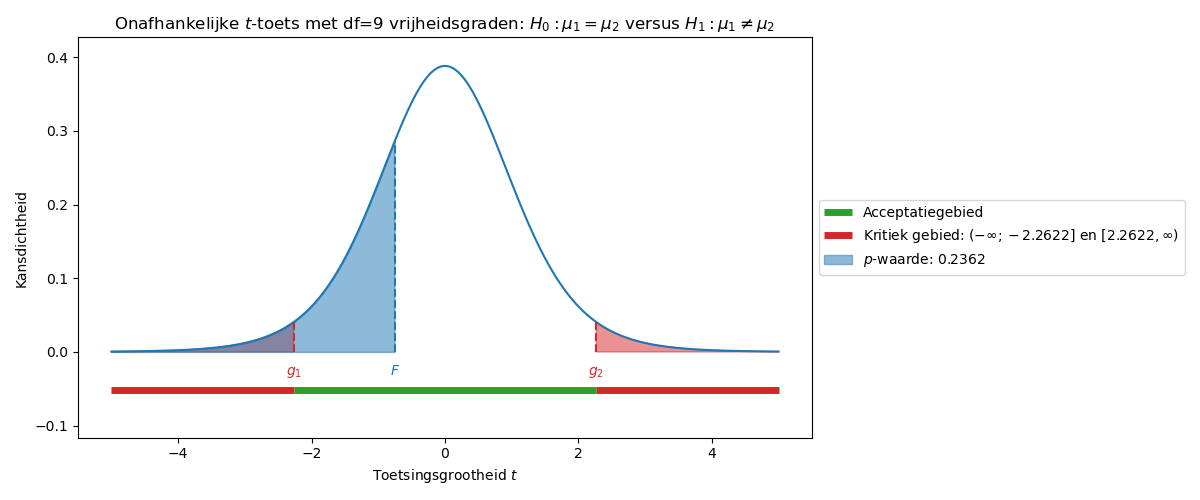 Onafhankelijke t-toets met df=9 vrijheidsgraden: H₀ : μ₁ = μ₂ versus H₁ : μ₁ ≠ μ₂
Kansdichtheid
0.4
0.3
0.2
0.1
0.0
−0.1
g₁
F
g₂
−4
−2
0
2
4
Toetsingsgrootheid t
Acceptatiegebied
Kritiek gebied: (−∞; −2.2622] en [2.2622, ∞)
p-waarde: 0.2362